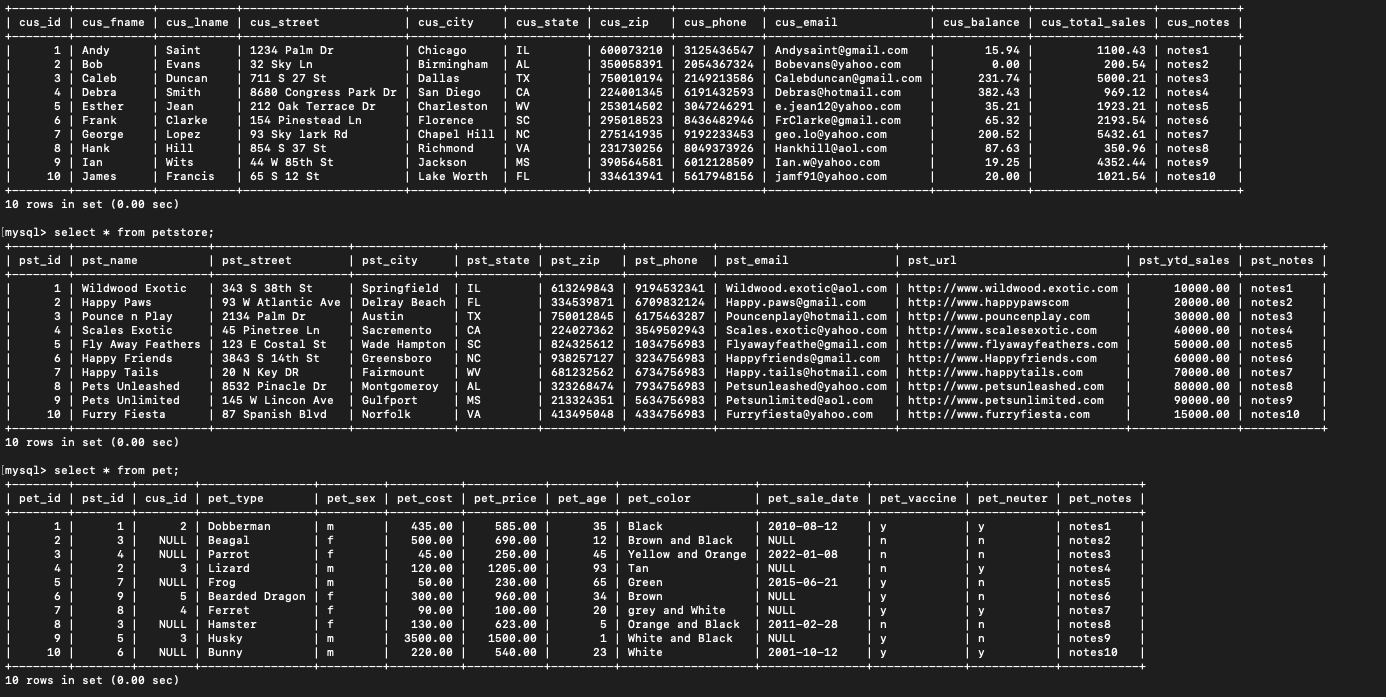 | cus_id | cus_fname | cus_lname | cus_street | cus_city | cus_state | cus_zip | cus_phone | cus_email | cus_balance | cus_total_sales | cus_notes |
| 1 | Andy | Saint | 1234 Palm Dr | Chicago | IL | 600073210 | 3125436547 | Andysaint@gmail.com | 15.94 | 1100.43 | notes1 |
| 2 | Bob | Evans | 32 Sky Ln | Birmingham | AL | 350058391 | 2054367324 | Bobevans@yahoo.com | 0.00 | 200.54 | notes2 |
| 3 | Caleb | Duncan | 711 S 27 St | Dallas | TX | 750010194 | 2149213586 | Calebduncan@gmail.com | 231.74 | 5000.21 | notes3 |
| 4 | Debra | Smith | 8680 Congress Park Dr | San Diego | CA | 224001345 | 6191432593 | Debras@hotmail.com | 382.43 | 969.12 | notes4 |
| 5 | Esther | Jean | 212 Oak Terrace Dr | Charleston | WV | 253014502 | 3047246291 | e.jean12@yahoo.com | 35.21 | 1923.21 | notes5 |
| 6 | Frank | Clarke | 154 Pinestead Ln | Florence | SC | 295018523 | 8436482946 | FrClarke@gmail.com | 65.32 | 2193.54 | notes6 |
| 7 | George | Lopez | 93 Sky lark Rd | Chapel Hill | NC | 275141935 | 9192233453 | geo.lo@yahoo.com | 200.52 | 5432.61 | notes7 |
| 8 | Hank | Hill | 854 S 37 St | Richmond | VA | 231730256 | 8049373926 | Hankhill@aol.com | 87.63 | 350.96 | notes8 |
| 9 | Ian | Wits | 44 W 85th St | Jackson | MS | 390564581 | 6012128509 | Ian.w@yahoo.com | 19.25 | 4352.44 | notes9 |
| 10 | James | Francis | 65 S 12 St | Lake Worth | FL | 334613941 | 5617948156 | jamf91@yahoo.com | 20.00 | 1021.54 | notes10 |
10 rows in set (0.00 sec)
[mysql> select * from petstore;
| pst_id | pst_name | pst_street | pst_city | pst_state | pst_zip | pst_phone | pst_email | pst_url | pst_ytd_sales | pst_notes |
| 1 | Wildwood Exotic | 343 S 38th St | Springfield | IL | 613249843 | 9194532341 | Wildwood.exotic@aol.com | http://www.wildwood.exotic.com | 10000.00 | notes1 |
| 2 | Happy Paws | 93 W Atlantic Ave | Delray Beach | FL | 334539871 | 6709832124 | Happy.paws@gmail.com | http://www.happypawscom | 20000.00 | notes2 |
| 3 | Pounce n Play | 2134 Palm Dr | Austin | TX | 750012845 | 6175463287 | Pouncenplay@hotmail.com | http://www.pouncenplay.com | 30000.00 | notes3 |
| 4 | Scales Exotic | 45 Pinetree Ln | Sacremento | CA | 224027362 | 3549502943 | Scales.exotic@yahoo.com | http://www.scalesexotic.com | 40000.00 | notes4 |
| 5 | Fly Away Feathers | 123 E Costal St | Wade Hampton | SC | 824325612 | 1034756983 | Flyawayfeathe@gmail.com | http://www.flyawayfeathers.com | 50000.00 | notes5 |
| 6 | Happy Friends | 3843 S 14th St | Greensboro | NC | 938257127 | 3234756983 | Happyfriends@gmail.com | http://www.Happyfriends.com | 60000.00 | notes6 |
| 7 | Happy Tails | 20 N Key DR | Fairmount | WV | 681232562 | 6734756983 | Happy.tails@hotmail.com | http://www.happytails.com | 70000.00 | notes7 |
| 8 | Pets Unleashed | 8532 Pinacle Dr | Montgomeroy | AL | 323268474 | 7934756983 | Petsunleashed@yahoo.com | http://www.petsunleashed.com | 80000.00 | notes8 |
| 9 | Pets Unlimited | 145 W Lincon Ave | Gulfport | MS | 213324351 | 5634756983 | Petsunlimited@aol.com | http://www.petsunlimited.com | 90000.00 | notes9 |
| 10 | Furry Fiesta | 87 Spanish Blvd | Norfolk | VA | 413495048 | 4334756983 | Furryfiesta@yahoo.com | http://www.furryfiesta.com | 15000.00 | notes10 |
10 rows in set (0.00 sec)
[mysql> select * from pet;
| pet_id | pst_id | cus_id | pet_type | pet_sex | pet_cost | pet_price | pet_age | pet_color | pet_sale_date | pet_vaccine | pet_neuter | pet_notes |
| 1 | 1 | 2 | Dobberman | m | 435.00 | 585.00 | 35 | Black | 2010-08-12 | y | y | notes1 |
| 2 | 3 | NULL | Beagal | f | 500.00 | 690.00 | 12 | Brown and Black | NULL | n | n | notes2 |
| 3 | 4 | NULL | Parrot | f | 45.00 | 250.00 | 45 | Yellow and Orange | 2022-01-08 | n | n | notes3 |
| 4 | 2 | 3 | Lizard | m | 120.00 | 1205.00 | 93 | Tan | NULL | n | y | notes4 |
| 5 | 7 | NULL | Frog | m | 50.00 | 230.00 | 65 | Green | 2015-06-21 | y | n | notes5 |
| 6 | 9 | 5 | Bearded Dragon | f | 300.00 | 960.00 | 34 | Brown | NULL | y | n | notes6 |
| 7 | 8 | 4 | Ferret | f | 90.00 | 100.00 | 20 | grey and White | NULL | y | y | notes7 |
| 8 | 3 | NULL | Hamster | f | 130.00 | 623.00 | 5 | Orange and Black | 2011-02-28 | y | n | notes8 |
| 9 | 5 | 3 | Husky | m | 3500.00 | 1500.00 | 1 | White and Black | NULL | y | n | notes9 |
| 10 | 6 | NULL | Bunny | m | 220.00 | 540.00 | 23 | White | 2001-10-12 | y | y | notes10 |
10 rows in set (0.00 sec)